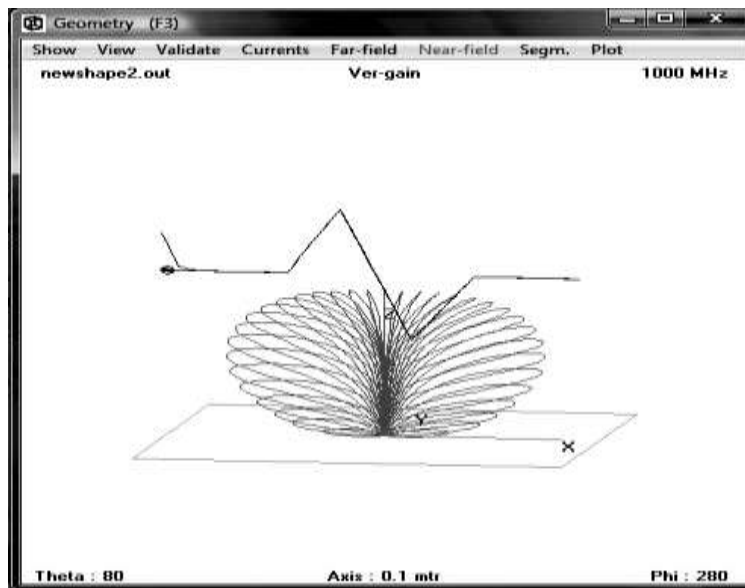 Geometry (F3)
Show View Validate Currents Far-field Near-field Segm. Plot
newshape2.out Ver-gain 1000 MHz
Y
X
Theta : 80 Axis : 0.1 mtr Phi : 280